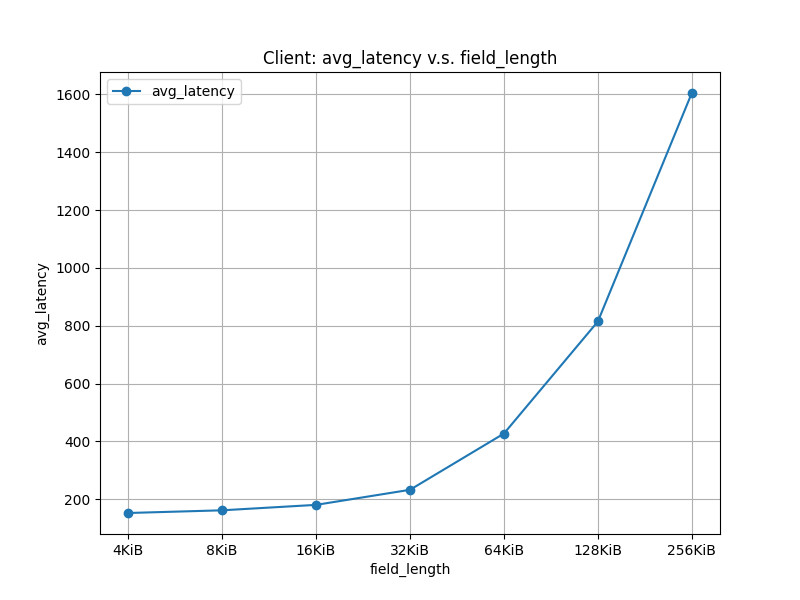 Client: avg_latency v.s. field_length
avg_latency
1600
1400
1200
1000
800
600
400
200
avg_latency
4KiB 8KiB 16KiB 32KiB 64KiB 128KiB 256KiB
field_length